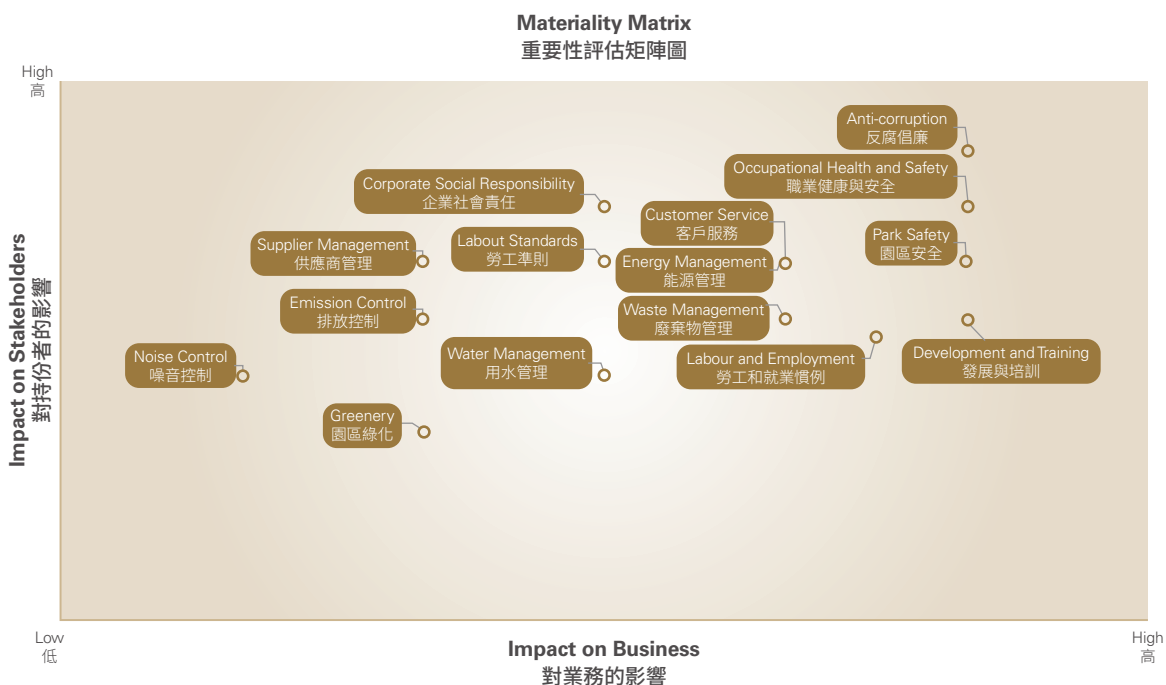 Materiality Matrix
重要性評估矩陣圖
High
高
Anti-corruption
反腐倡廉
Occupational Health and Safety
職業健康與安全
Corporate Social Responsibility
企業社會責任
Customer Service
客戶服務
Park Safety
園區安全
Supplier Management
供應商管理
Labout Standards
勞工準則
Energy Management
能源管理
Emission Control
排放控制
Waste Management
廢棄物管理
Noise Control
噪音控制
Water Management
用水管理
Labour and Employment
勞工和就業慣例
Development and Training
發展與培訓
Greenery
園區綠化
Impact on Stakeholders
對持份者的影響
Low
低
Impact on Business
對業務的影響
High
高